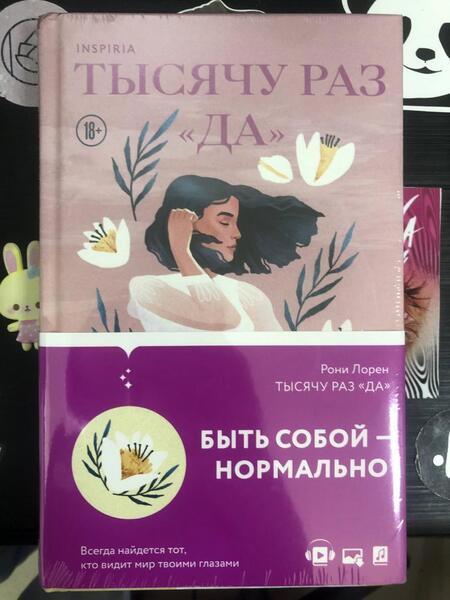 INSPIRIA
ТЫСЯЧУ РАЗ
«ДА»
18+
Рони Лорен
ТЫСЯЧУ РАЗ «ДА»
БЫТЬ СОБОЙ –
НОРМАЛЬНО
Всегда найдется тот,
кто видит мир твоими глазами